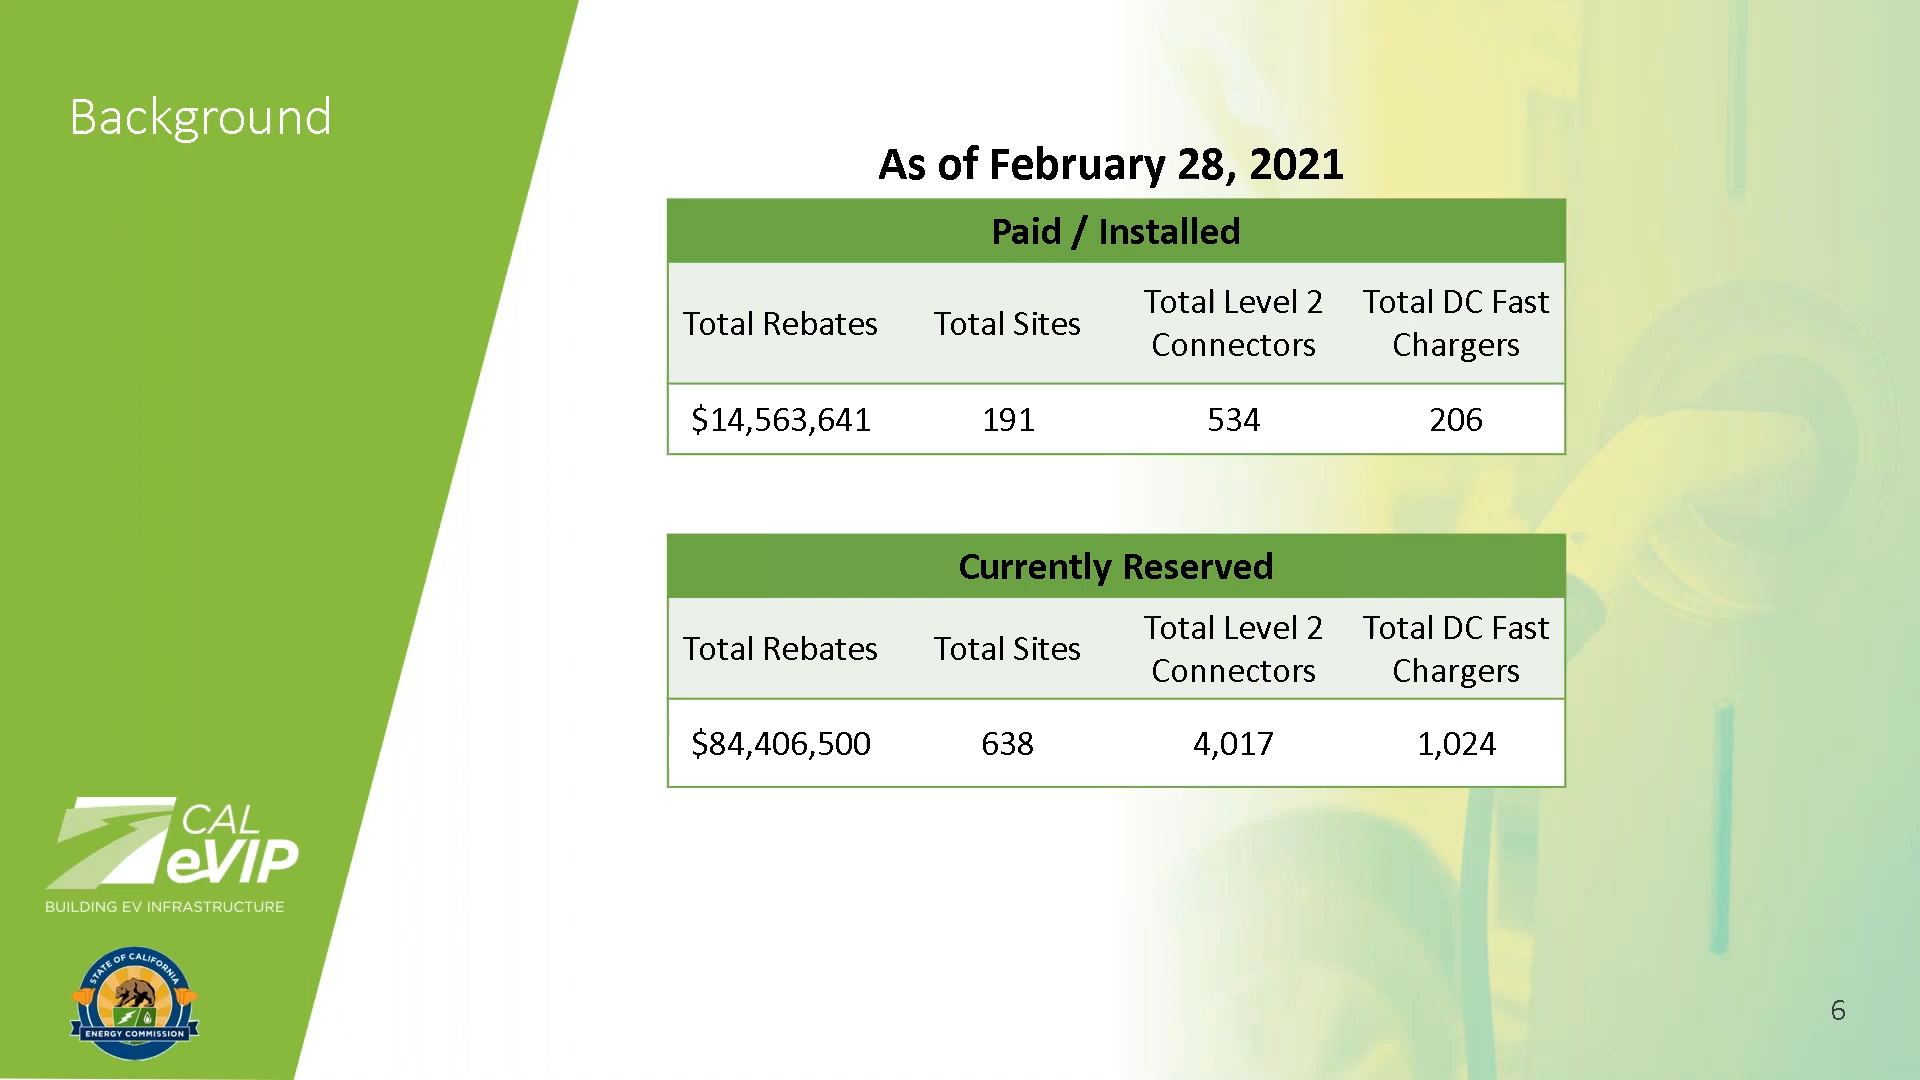 Background
As of February 28, 2021
Paid / Installed
Total Rebates Total Sites Total Level 2 Connectors Total DC Fast Chargers
$14,563,641 191 534 206
Currently Reserved
Total Rebates Total Sites Total Level 2 Connectors Total DC Fast Chargers
$84,406,500 638 4,017 1,024
CAL
eVIP
BUILDING EV INFRASTRUCTURE
STATE OF CALIFORNIA
ENERGY COMMISSION
6